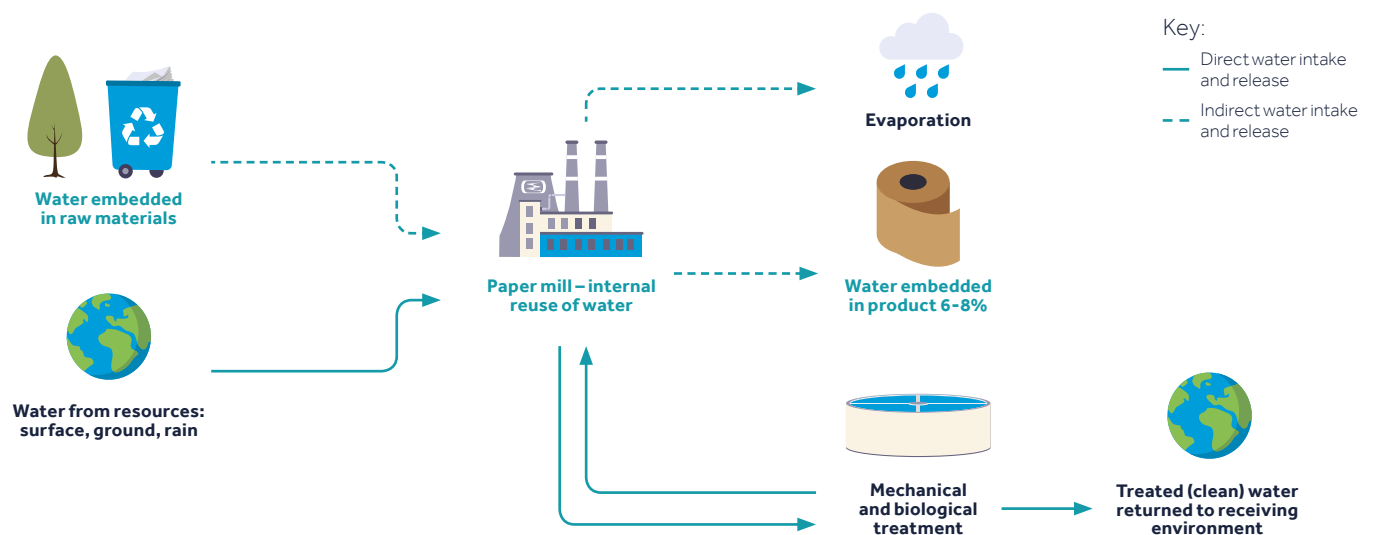 Key:
Direct water intake
and release
Indirect water intake
and release
Evaporation
Water embedded
in raw materials
Paper mill – internal
reuse of water
Water embedded
in product 6-8%
Water from resources:
surface, ground, rain
Mechanical
and biological
treatment
Treated (clean) water
returned to receiving
environment